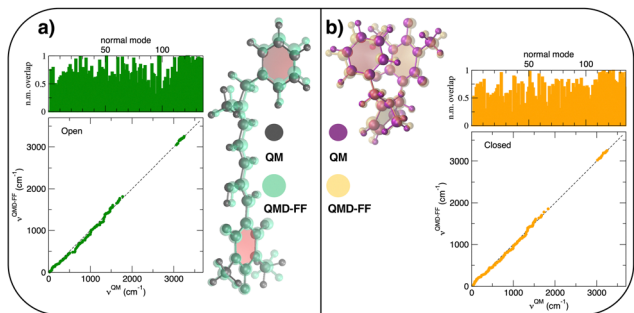 a)
normal mode
50 100
n.m. overlap
1
0.5
0
Open
ν^QMD-FF (cm⁻¹)
3000
2000
1000
0
0 1000 2000 3000
ν^QM (cm⁻¹)
QM
QMD-FF
b)
QM
QMD-FF
normal mode
50 100
n.m. overlap
1
0.5
0
Closed
ν^QMD-FF (cm⁻¹)
3000
2000
1000
0
0 1000 2000 3000
ν^QM (cm⁻¹)